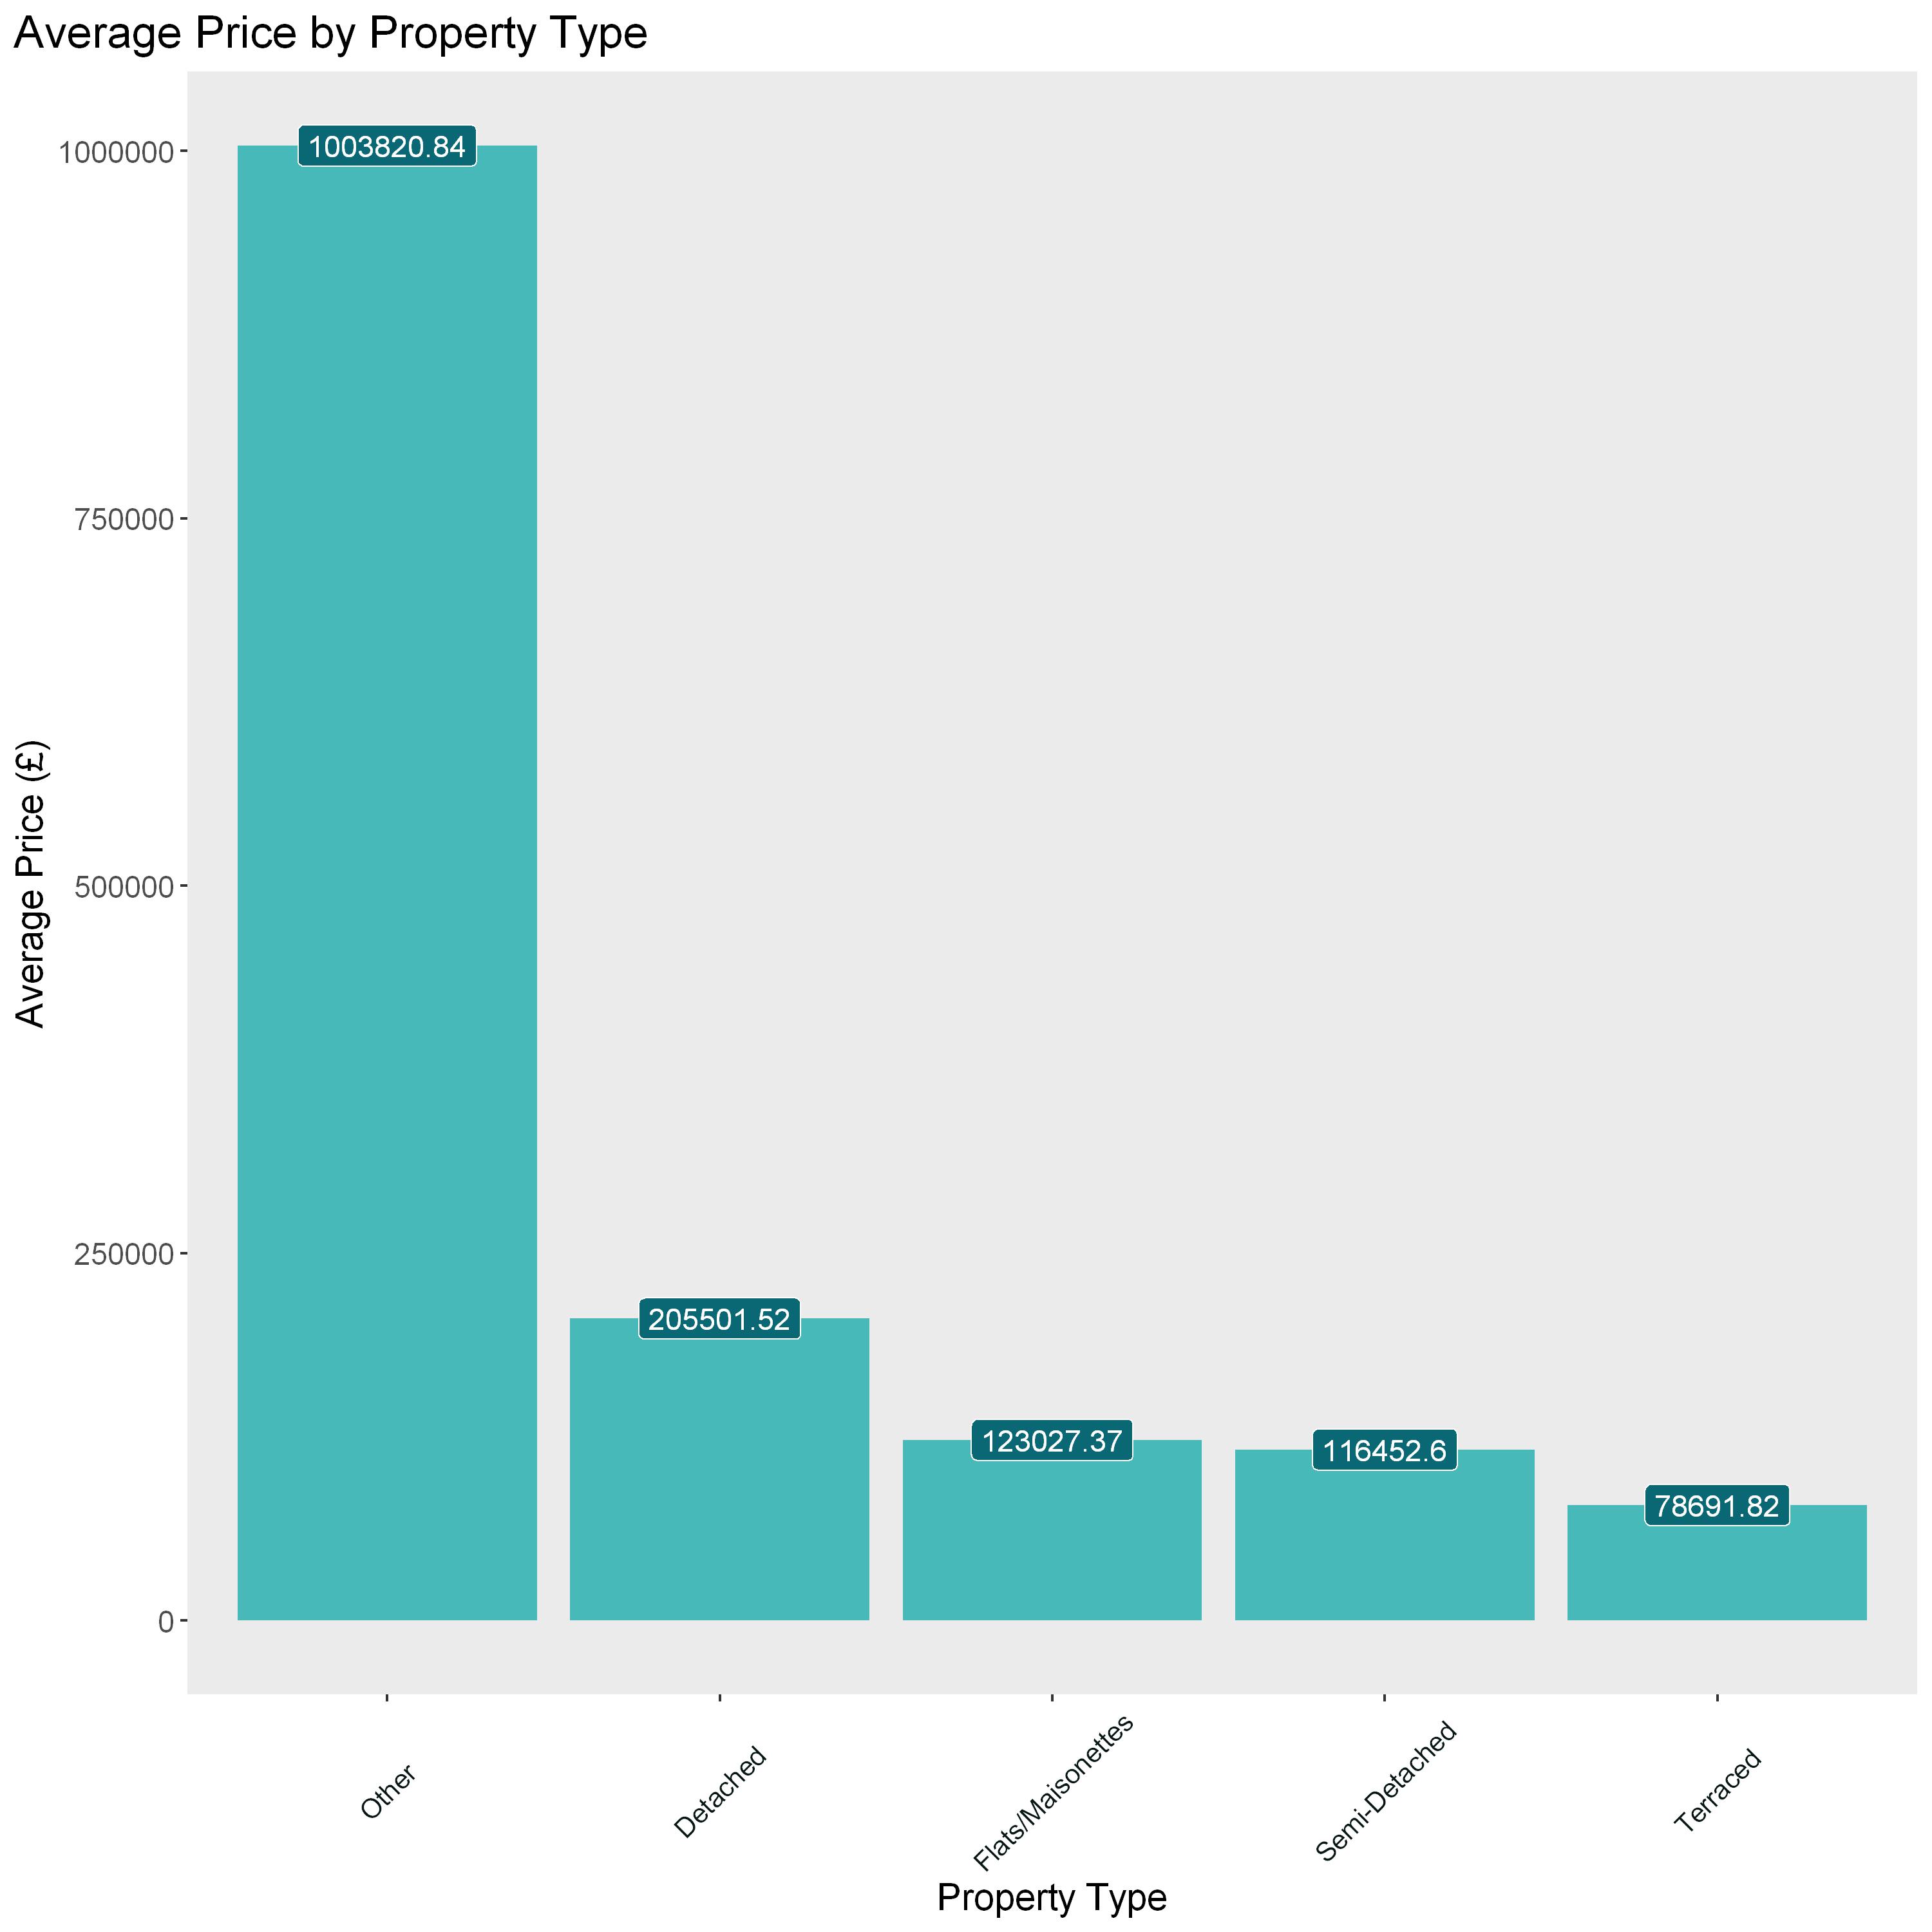 Average Price by Property Type
Average Price (£)
1000000
750000
500000
250000
0
1003820.84
205501.52
123027.37
116452.6
78691.82
Other
Detached
Flats/Maisonettes
Semi-Detached
Terraced
Property Type